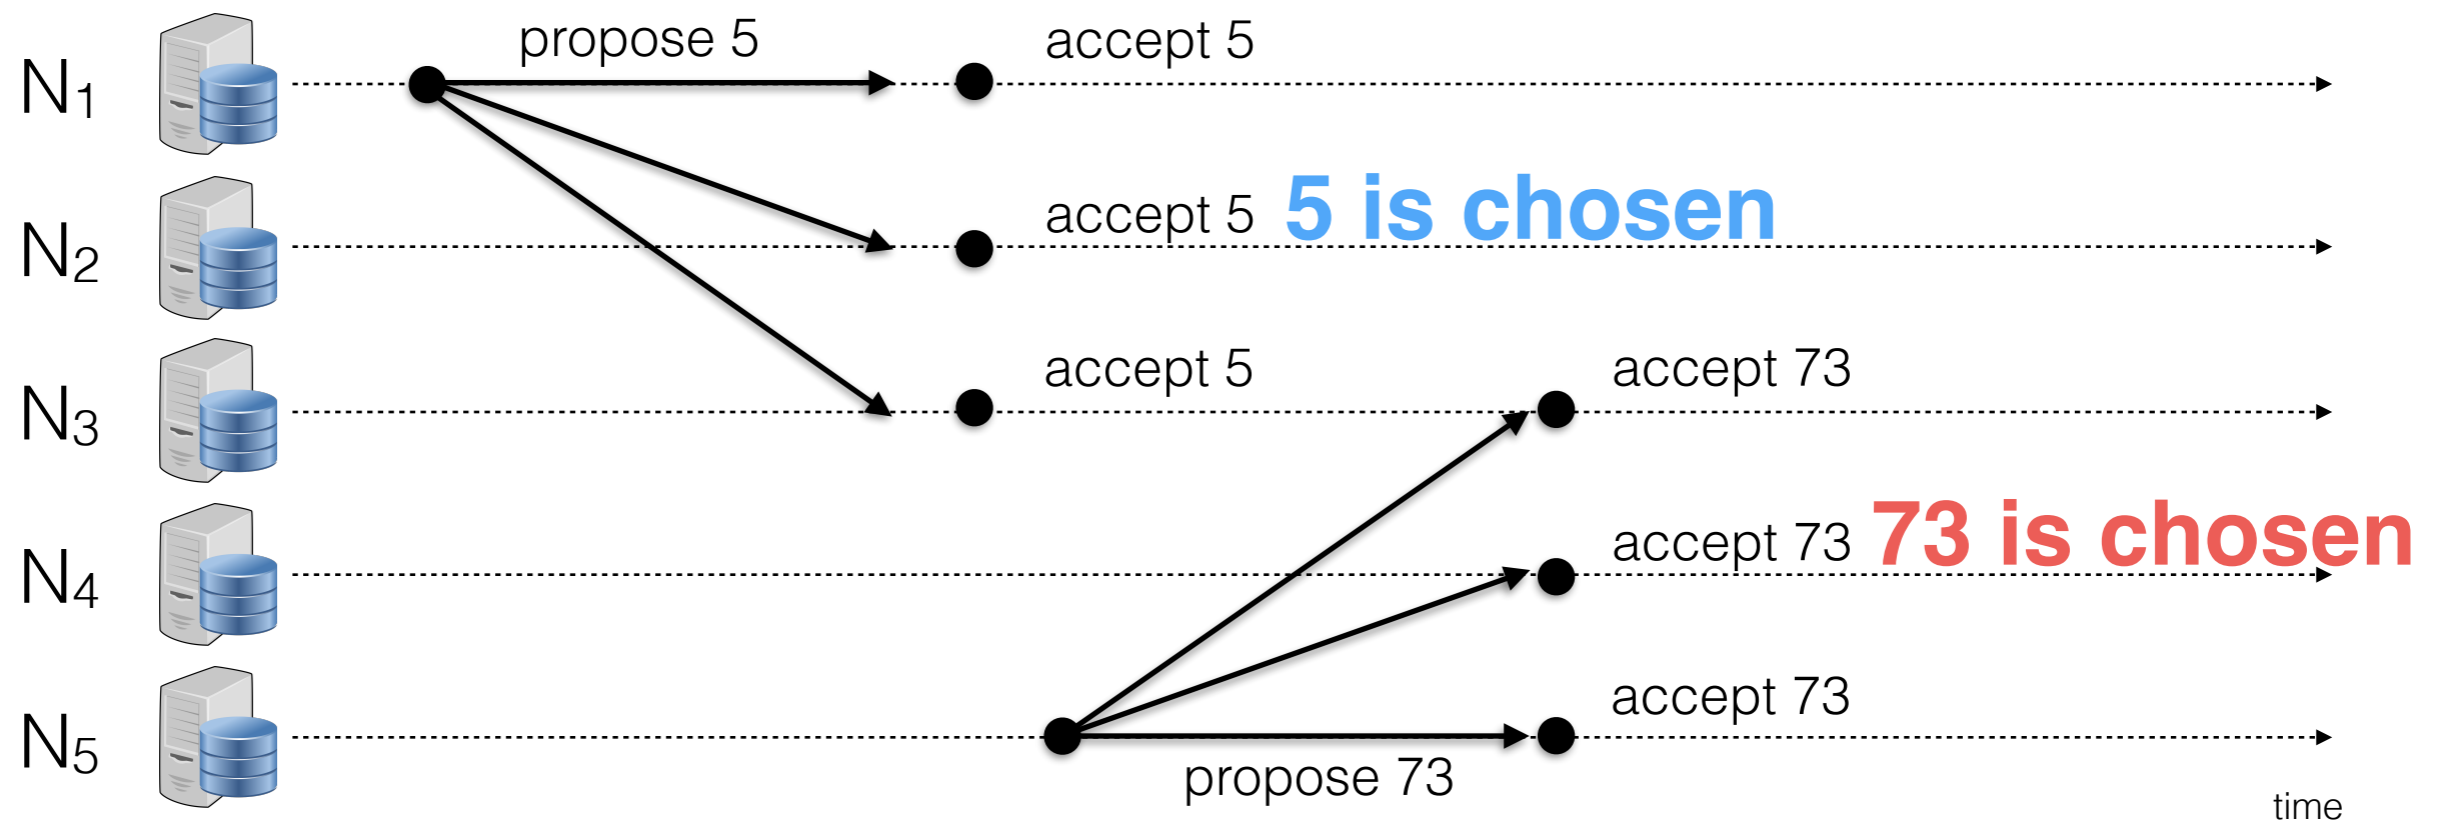 propose 5
accept 5
N1
accept 5 5 is chosen
N2
accept 5
accept 73
N3
accept 73 73 is chosen
N4
accept 73
N5
propose 73
time